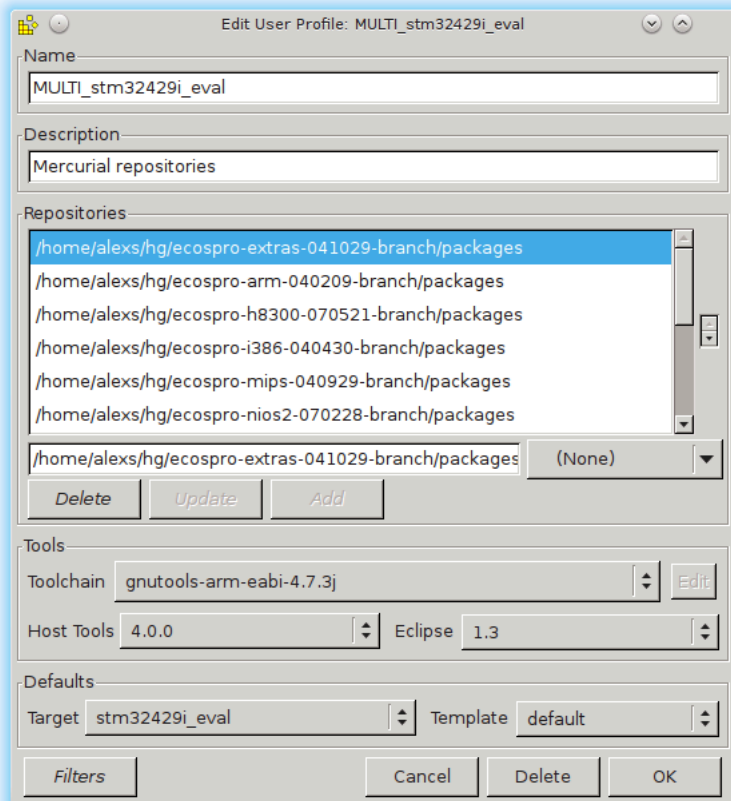 Edit User Profile: MULTI_stm32429i_eval
Name
MULTI_stm32429i_eval
Description
Mercurial repositories
Repositories
/home/alexs/hg/ecospro-extras-041029-branch/packages
/home/alexs/hg/ecospro-arm-040209-branch/packages
/home/alexs/hg/ecospro-h8300-070521-branch/packages
/home/alexs/hg/ecospro-i386-040430-branch/packages
/home/alexs/hg/ecospro-mips-040929-branch/packages
/home/alexs/hg/ecospro-nios2-070228-branch/packages
/home/alexs/hg/ecospro-extras-041029-branch/packages (None)
Delete Update Add
Tools
Toolchain gnutools-arm-eabi-4.7.3j Edit
Host Tools 4.0.0 Eclipse 1.3
Defaults
Target stm32429i_eval Template default
Filters Cancel Delete OK